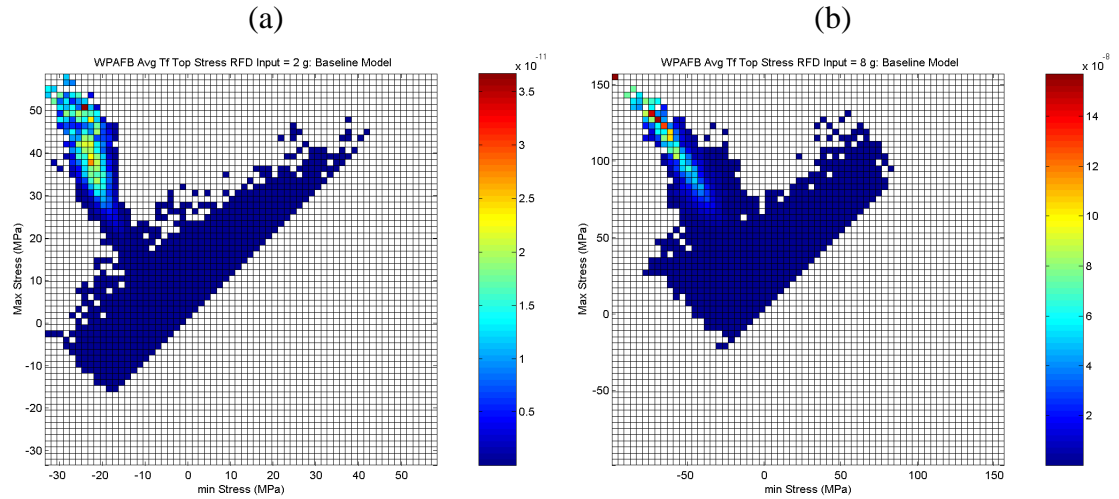 (a)
(b)
WPAFB Avg Tf Top Stress RFD Input = 2 g: Baseline Model
x 10^-11
50
40
30
20
10
0
-10
-20
-30
Max Stress (MPa)
-30 -20 -10 0 10 20 30 40 50
min Stress (MPa)
3.5
3
2.5
2
1.5
1
0.5
WPAFB Avg Tf Top Stress RFD Input = 8 g: Baseline Model
x 10^-8
150
100
50
0
-50
Max Stress (MPa)
-50 0 50 100 150
min Stress (MPa)
14
12
10
8
6
4
2